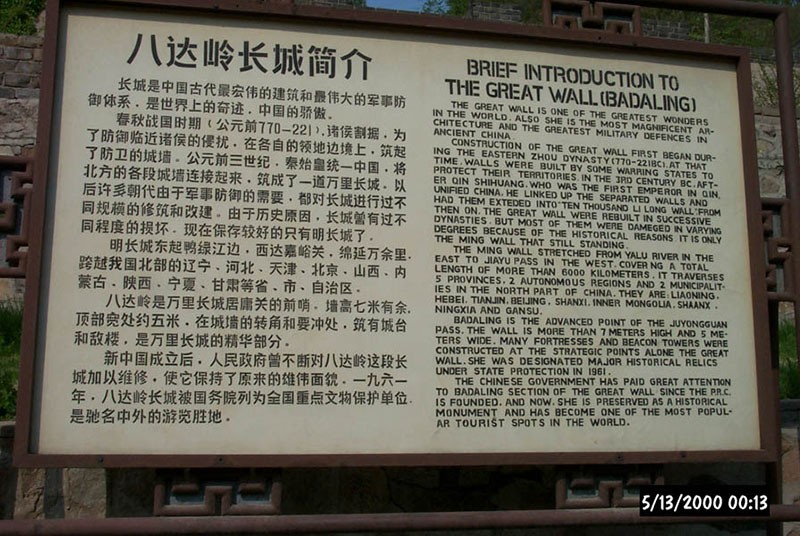 八达岭长城简介
长城是中国古代最宏伟的建筑和最伟大的军事防
御体系，是世界上的奇迹，中国的骄傲。
春秋战国时期（公元前770-221），诸侯割据，为
了防御临近诸侯的侵扰，在各自的领地边境上，筑起
了防卫的城墙。公元前三世纪，秦始皇统一中国，将
北方的各段城墙连接起来，筑成了一道万里长城。以
后许多朝代由于军事防御的需要，都对长城进行过不
同规模的修筑和改建。由于历史原因，长城曾有过不
同程度的损坏。现在保存较好的只有明长城了。
明长城东起鸭绿江边，西达嘉峪关，绵延万余里，
跨越我国北部的辽宁、河北、天津、北京、山西、内
蒙古、陕西、宁夏、甘肃等省、市、自治区。
八达岭是万里长城居庸关的前哨。墙高七米有余，
顶部宽处约五米，在城墙的转角和要冲处，筑有城台
和敌楼，是万里长城的精华部分。
新中国成立后，人民政府曾不断对八达岭这段长
城加以维修，使它保持了原来的雄伟面貌。一九六一
年，八达岭长城被国务院列为全国重点文物保护单位，
是驰名中外的游览胜地。
BRIEF INTRODUCTION TO
THE GREAT WALL(BADALING)
THE GREAT WALL IS ONE OF THE GREATEST WONDERS
IN THE WORLD. ALSO SHE IS THE MOST MAGNIFICENT AR-
CHITECTURE AND THE GREATEST MILITARY DEFENCES IN
ANCIENT CHINA
CONSTRUCTION OF THE GREAT WALL FIRST BEGAN DUR-
ING THE EASTERN ZHOU DYNASTY(770-221BC). AT THAT
TIME. WALLS WERE BUILT BY SOME WARRING STATES TO
PROTECT THEIR TERRITORIES. IN THE 3RD CENTURY BC. AFT-
ER QIN SHIHUANG. WHO WAS THE FIRST EMPEROR IN QIN.
UNIFIED CHINA. HE LINKED UP THE SEPARATED WALLS AND
HAD THEM EXTEDED INTO"TEN THOUSAND LI LONG WALL".FROM
THEN ON. THE GREAT WALL WERE REBUILT IN SUCCESSIVE
DYNASTIES. BUT MOST OF THEM WERE DAMEGED IN VARYING
DEGREES BECAUSE OF THE HISTORICAL REASONS IT IS ONLY
THE MING WALL THAT STILL STANDING.
THE MING WALL STRETCHED FROM YALU RIVER IN THE
EAST TO JIAYU PASS IN THE WEST. COVERNG A TOTAL
LENGTH OF MORE THAN 6000 KILOMETERS. IT TRAVERSES
5 PROVINCES. 2 AUTONOMOUS REGIONS AND 2 MUNICIPALIT-
IES IN THE NORTH PART OF CHINA. THEY ARE: LIAONING.
HEBEI. TIANJIN. BEIJING. SHANXI. INNER MONGOLIA. SHAANX.
NINGXIA AND GANSU.
BADALING IS THE ADVANCED POINT OF THE JUYONGGUAN
PASS. THE WALL IS MORE THAN 7 METERS HIGH AND 5 ME-
TERS WIDE. MANY FORTRESSES AND BEACON TOWERS WERE
CONSTRUCTED AT THE STRATEGIC POINTS ALONE THE GREAT
WALL. SHE WAS DESIGNATED MAJOR HISTORICAL RELICS
UNDER STATE PROTECTION IN 1961.
THE CHINESE GOVERNMENT HAS PAID GREAT ATTENTION
TO BADALING SECTION OF THE GREAT WALL SINCE THE P.R.C.
IS FOUNDED. AND NOW. SHE IS PRESERVED AS A HISTORICAL
MONUMENT AND HAS BECOME ONE OF THE MOST POPUL-
AR TOURIST SPOTS IN THE WORLD.
5/13/2000 00:13